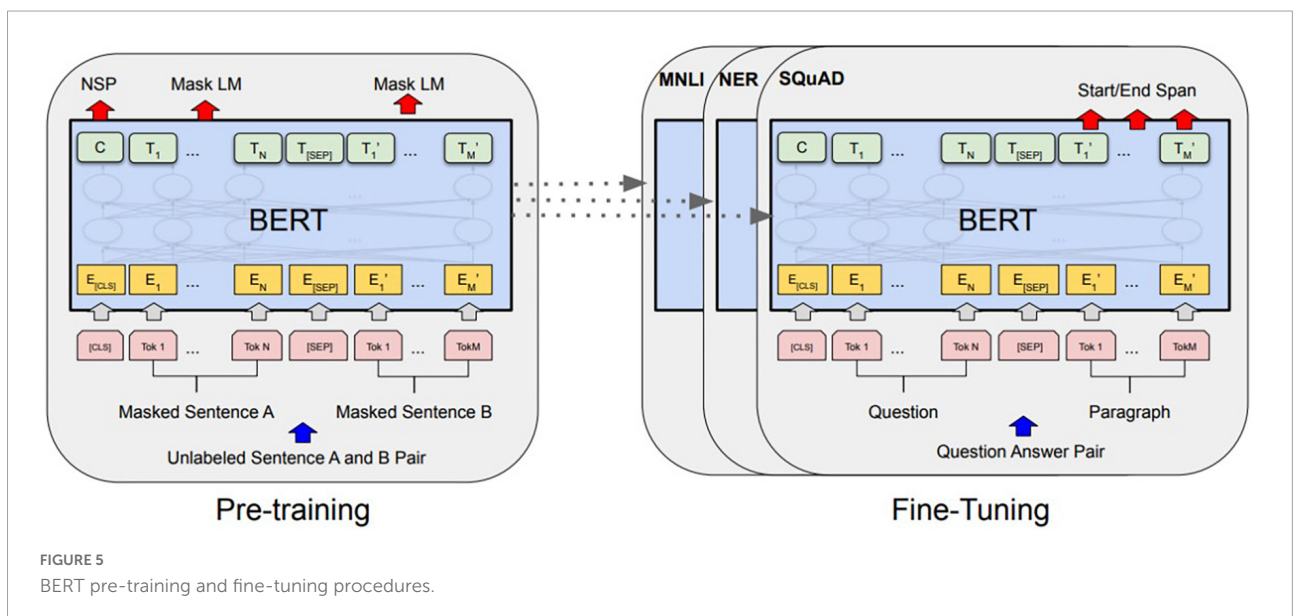 NSP Mask LM Mask LM
C T1 ... TN T[SEP] T1' ... TM'
BERT
...
E[CLS] E1 ... EN E[SEP] E1' ... EM'
[CLS] Tok 1 ... Tok N [SEP] Tok 1 ... TokM
Masked Sentence A Masked Sentence B
Unlabeled Sentence A and B Pair
Pre-training
MNLI NER SQuAD
Start/End Span
C T1 ... TN T[SEP] T1' ... TM'
BERT
...
E[CLS] E1 ... EN E[SEP] E1' ... EM'
[CLS] Tok 1 ... Tok N [SEP] Tok 1 ... TokM
Question Paragraph
Question Answer Pair
Fine-Tuning
FIGURE 5
BERT pre-training and fine-tuning procedures.